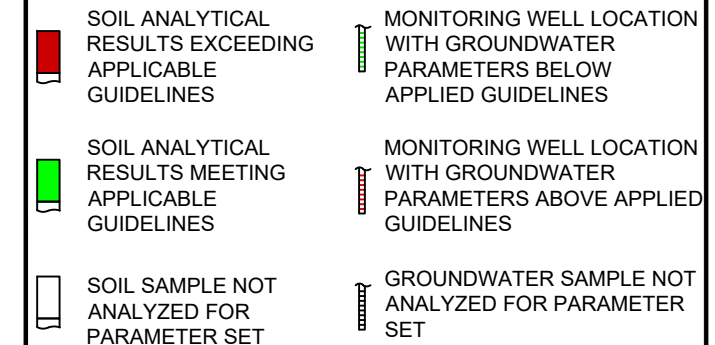 SOIL ANALYTICAL
RESULTS EXCEEDING
APPLICABLE
GUIDELINES
SOIL ANALYTICAL
RESULTS MEETING
APPLICABLE
GUIDELINES
SOIL SAMPLE NOT
ANALYZED FOR
PARAMETER SET
MONITORING WELL LOCATION
WITH GROUNDWATER
PARAMETERS BELOW
APPLIED GUIDELINES
MONITORING WELL LOCATION
WITH GROUNDWATER
PARAMETERS ABOVE APPLIED
GUIDELINES
GROUNDWATER SAMPLE NOT
ANALYZED FOR PARAMETER
SET